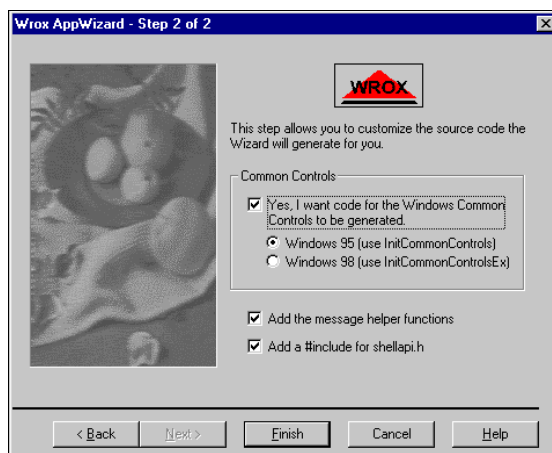 Wrox AppWizard - Step 2 of 2
WROX
This step allows you to customize the source code the
Wizard will generate for you.
Common Controls
Yes, I want code for the Windows Common
Controls to be generated.
Windows 95 (use InitCommonControls)
Windows 98 (use InitCommonControlsEx)
Add the message helper functions
Add a #include for shellapi.h
< Back
Next >
Finish
Cancel
Help